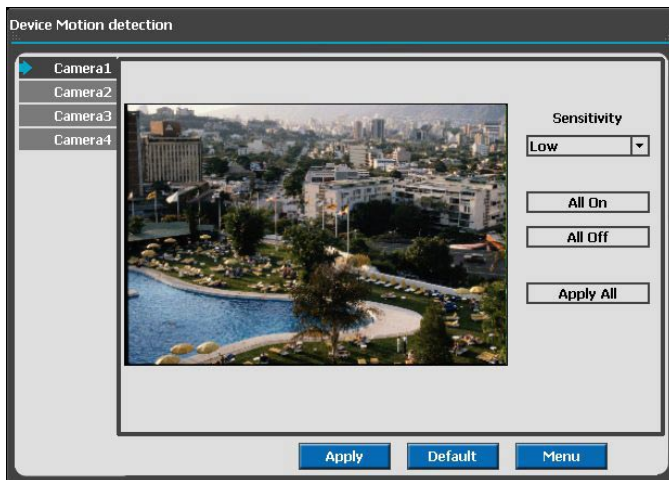 Device Motion detection
Camera1
Camera2
Camera3
Camera4
Sensitivity
Low
All On
All Off
Apply All
Apply
Default
Menu